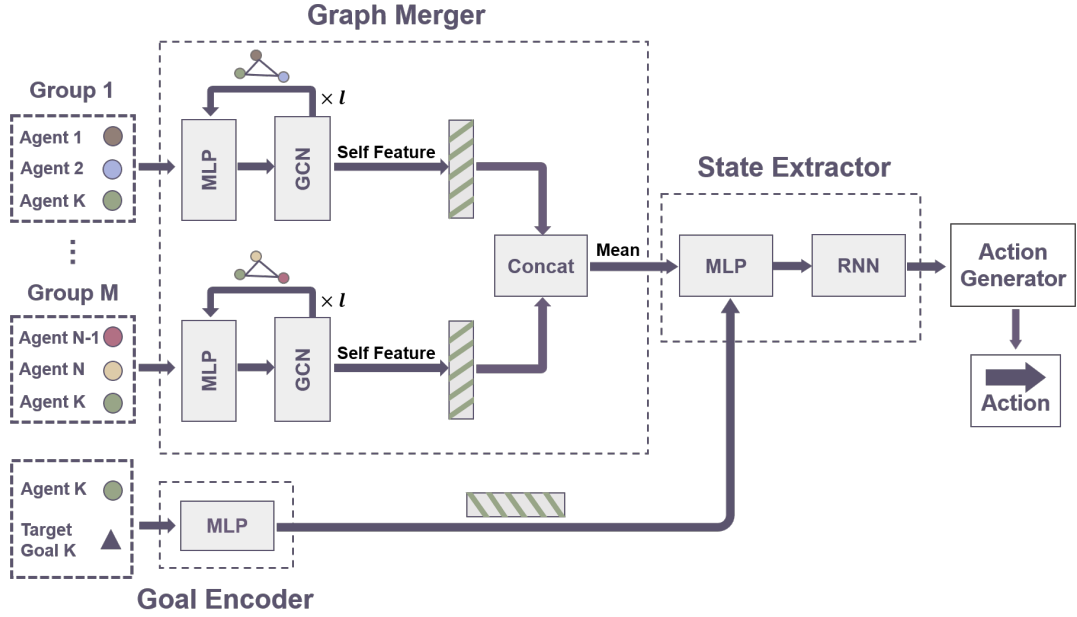 Graph Merger
Group 1
Agent 1
Agent 2
Agent K
MLP
GCN
× l
Self Feature
⋮
Group M
Agent N-1
Agent N
Agent K
MLP
GCN
× l
Self Feature
Concat
Mean
State Extractor
MLP
RNN
Action
Generator
Action
Agent K
Target
Goal K
MLP
Goal Encoder